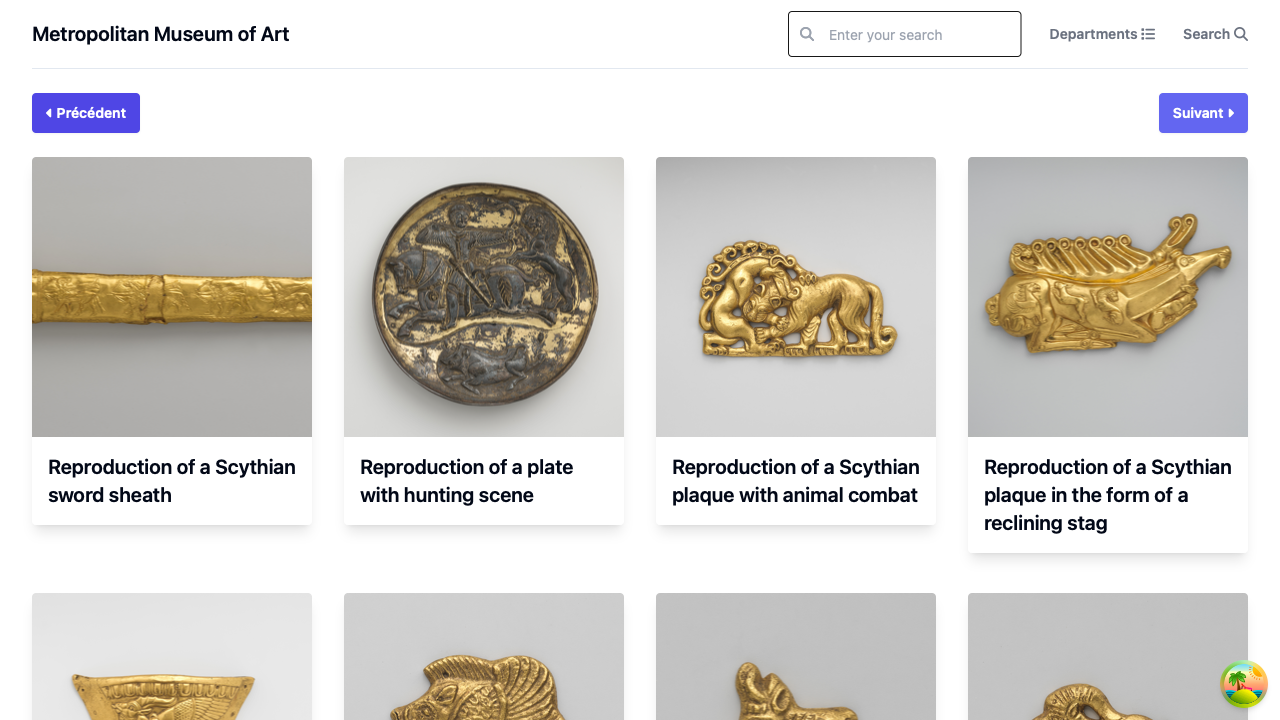 Metropolitan Museum of Art
Enter your search
Departments
Search
Précédent
Suivant
Reproduction of a Scythian
sword sheath
Reproduction of a plate
with hunting scene
Reproduction of a Scythian
plaque with animal combat
Reproduction of a Scythian
plaque in the form of a
reclining stag